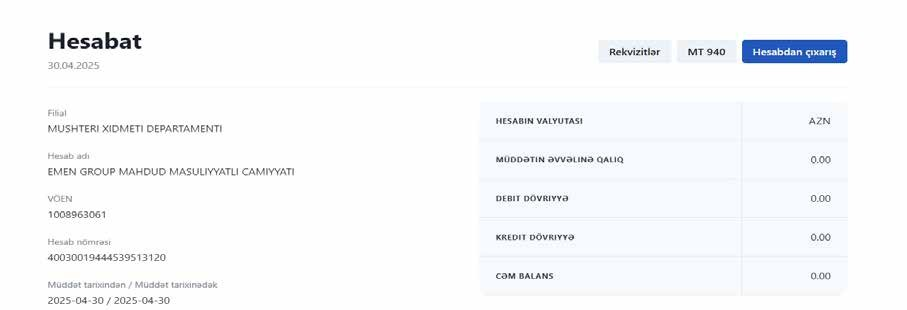 Hesabat
30.04.2025
Rekvizitlər
MT 940
Hesabdan çıxarış
Filial
MUSHTERI XIDMETI DEPARTAMENTI
Hesab adı
EMEN GROUP MAHDUD MASULIYYATLI CAMIYYATI
VÖEN
1008963061
Hesab nömrəsi
40030019444539513120
Müddət tarixindən / Müddət tarixinədək
2025-04-30 / 2025-04-30
HESABIN VALYUTASI AZN
MÜDDƏTIN ƏVVƏLINƏ QALIQ 0.00
DEBIT DÖVRIYYƏ 0.00
KREDIT DÖVRIYYƏ 0.00
CƏM BALANS 0.00